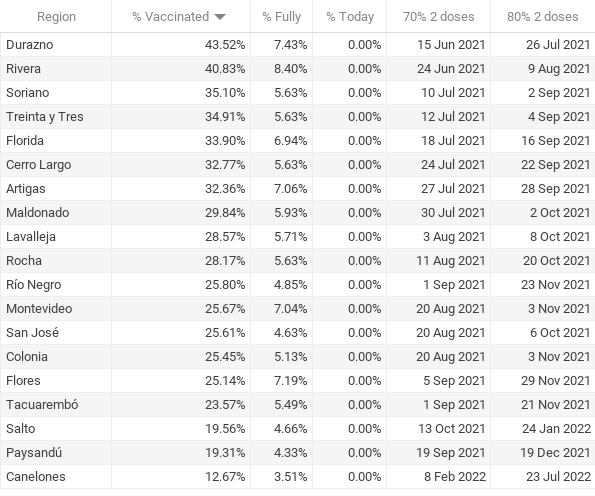 Region % Vaccinated % Fully % Today 70% 2 doses 80% 2 doses
Durazno 43.52% 7.43% 0.00% 15 Jun 2021 26 Jul 2021
Rivera 40.83% 8.40% 0.00% 24 Jun 2021 9 Aug 2021
Soriano 35.10% 5.63% 0.00% 10 Jul 2021 2 Sep 2021
Treinta y Tres 34.91% 5.63% 0.00% 12 Jul 2021 4 Sep 2021
Florida 33.90% 6.94% 0.00% 18 Jul 2021 16 Sep 2021
Cerro Largo 32.77% 5.63% 0.00% 24 Jul 2021 22 Sep 2021
Artigas 32.36% 7.06% 0.00% 27 Jul 2021 28 Sep 2021
Maldonado 29.84% 5.93% 0.00% 30 Jul 2021 2 Oct 2021
Lavalleja 28.57% 5.71% 0.00% 3 Aug 2021 8 Oct 2021
Rocha 28.17% 5.63% 0.00% 11 Aug 2021 20 Oct 2021
Río Negro 25.80% 4.85% 0.00% 1 Sep 2021 23 Nov 2021
Montevideo 25.67% 7.04% 0.00% 20 Aug 2021 3 Nov 2021
San José 25.61% 4.63% 0.00% 20 Aug 2021 6 Oct 2021
Colonia 25.45% 5.13% 0.00% 20 Aug 2021 3 Nov 2021
Flores 25.14% 7.19% 0.00% 5 Sep 2021 29 Nov 2021
Tacuarembó 23.57% 5.49% 0.00% 1 Sep 2021 21 Nov 2021
Salto 19.56% 4.66% 0.00% 13 Oct 2021 24 Jan 2022
Paysandú 19.31% 4.33% 0.00% 19 Sep 2021 19 Dec 2021
Canelones 12.67% 3.51% 0.00% 8 Feb 2022 23 Jul 2022